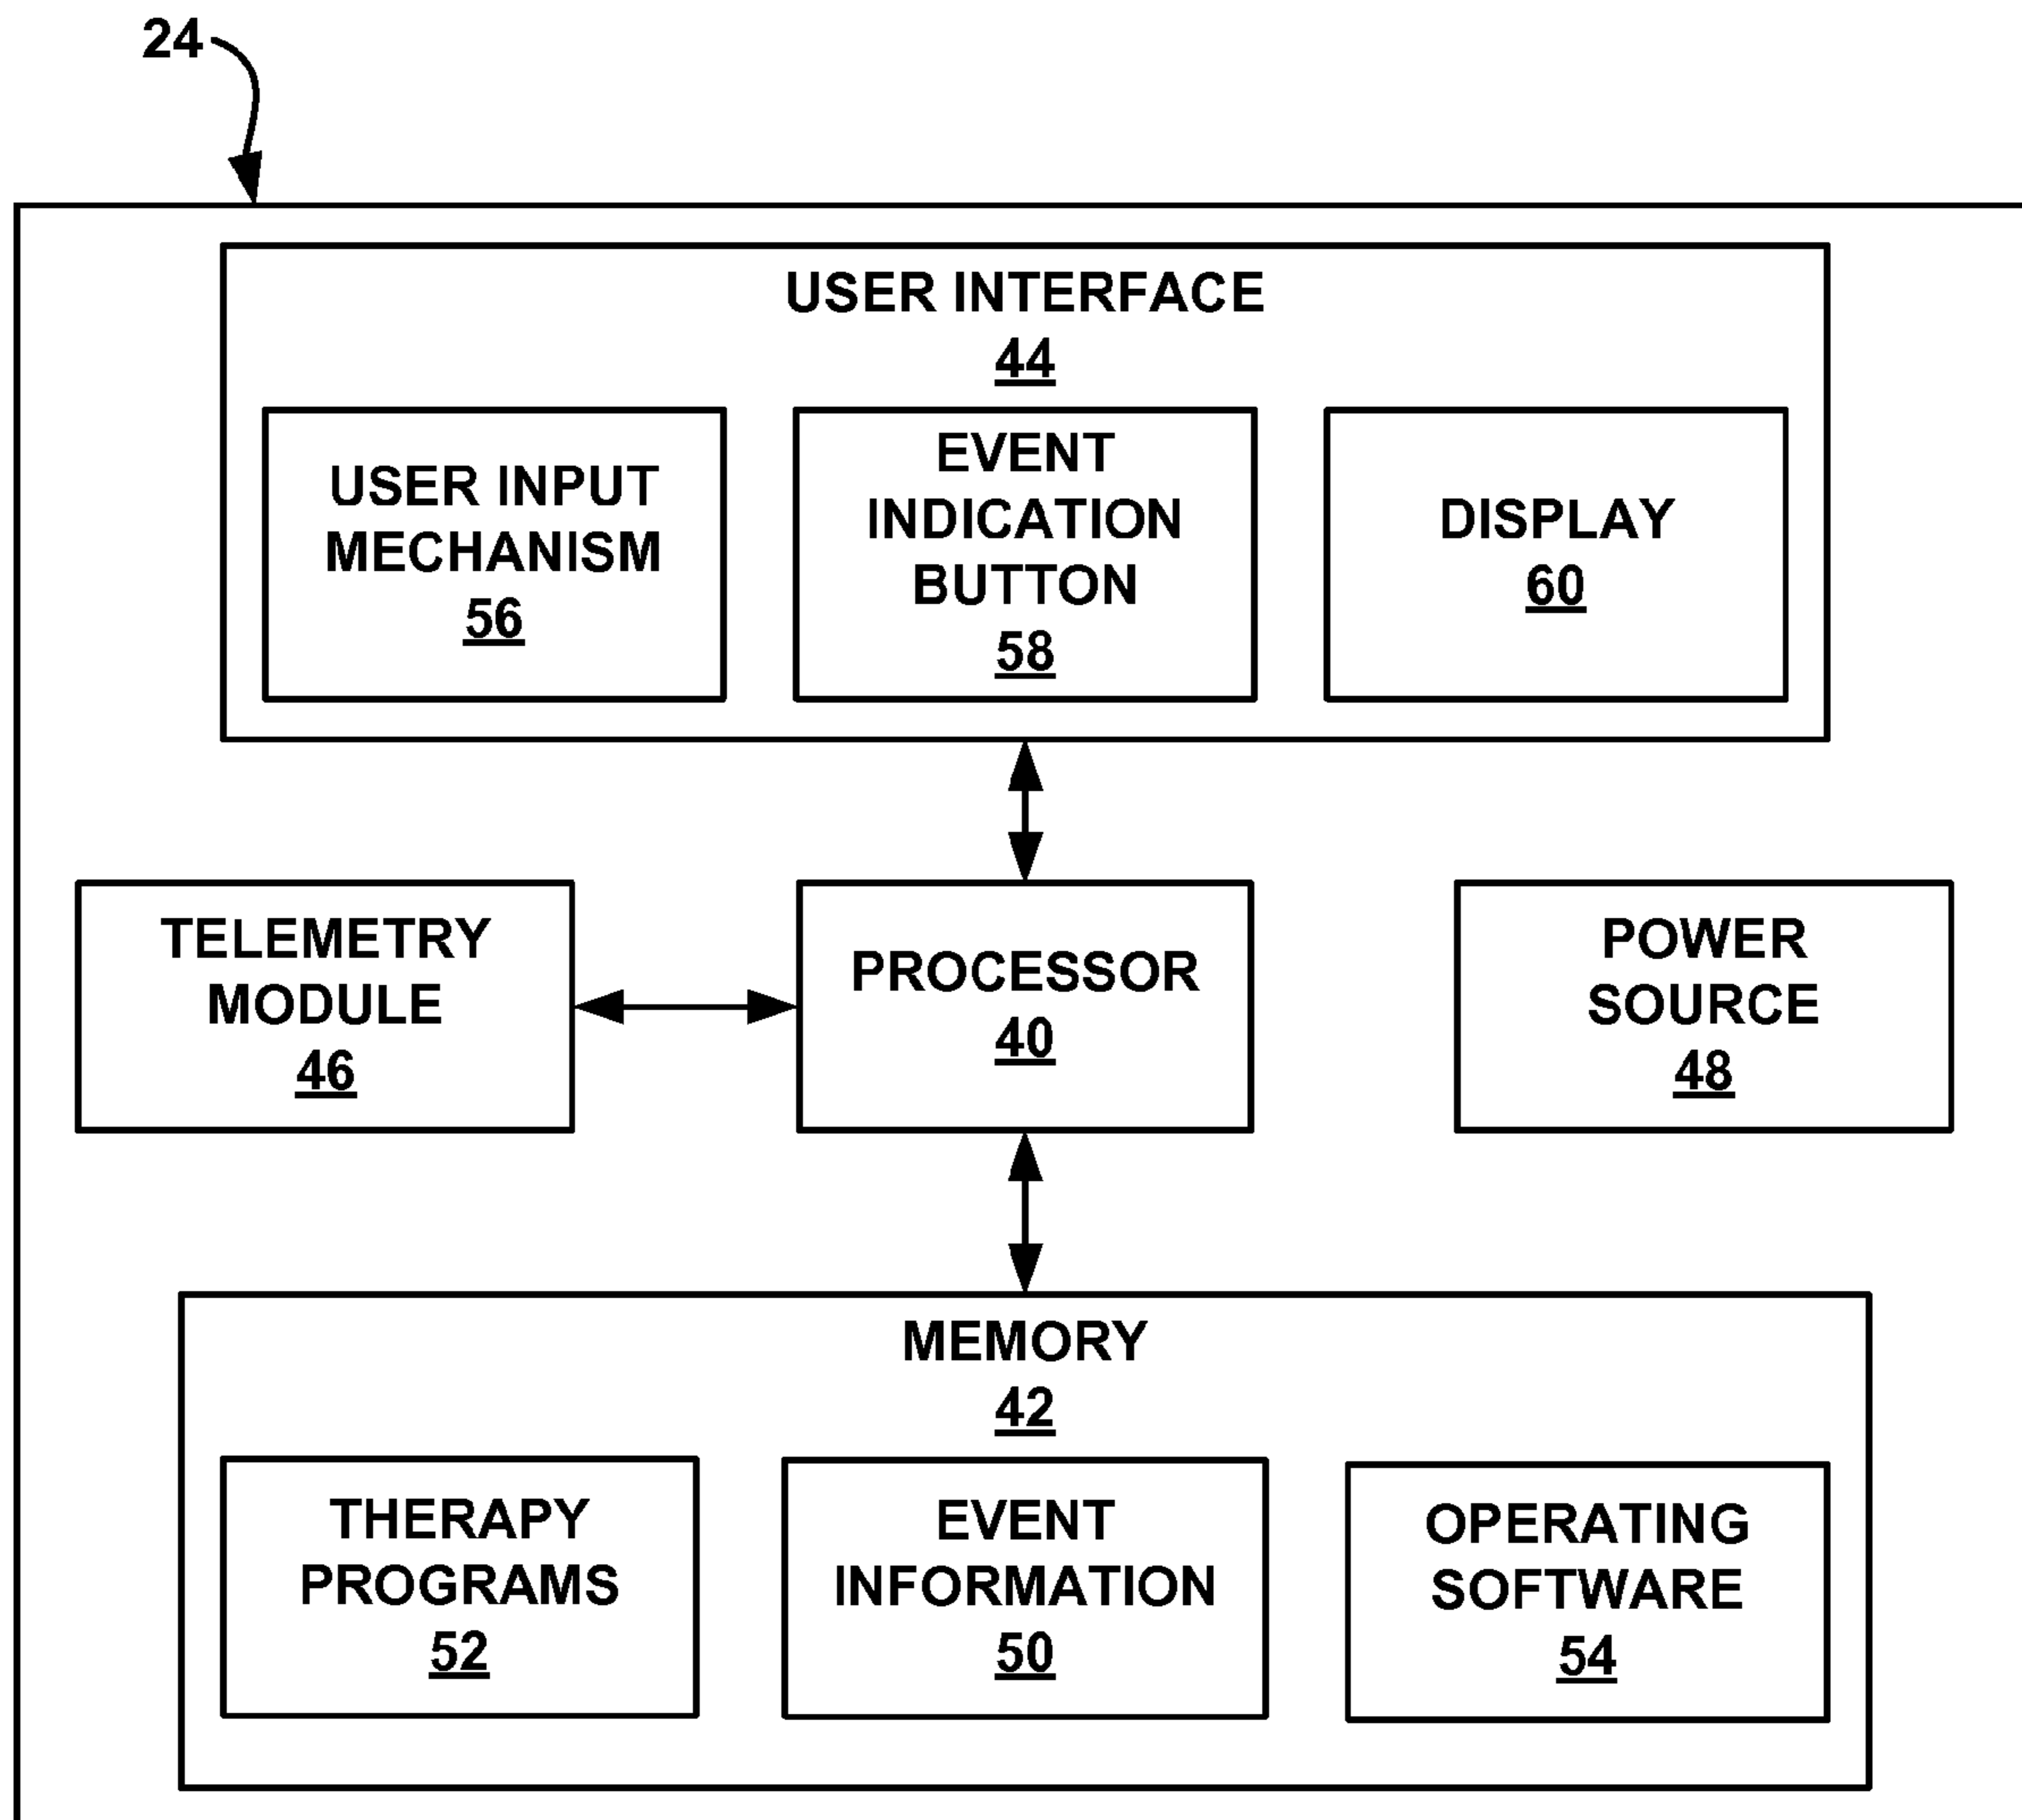 24
USER INTERFACE
44
USER INPUT
MECHANISM
56
EVENT
INDICATION
BUTTON
58
DISPLAY
60
TELEMETRY
MODULE
46
PROCESSOR
40
POWER
SOURCE
48
MEMORY
42
THERAPY
PROGRAMS
52
EVENT
INFORMATION
50
OPERATING
SOFTWARE
54